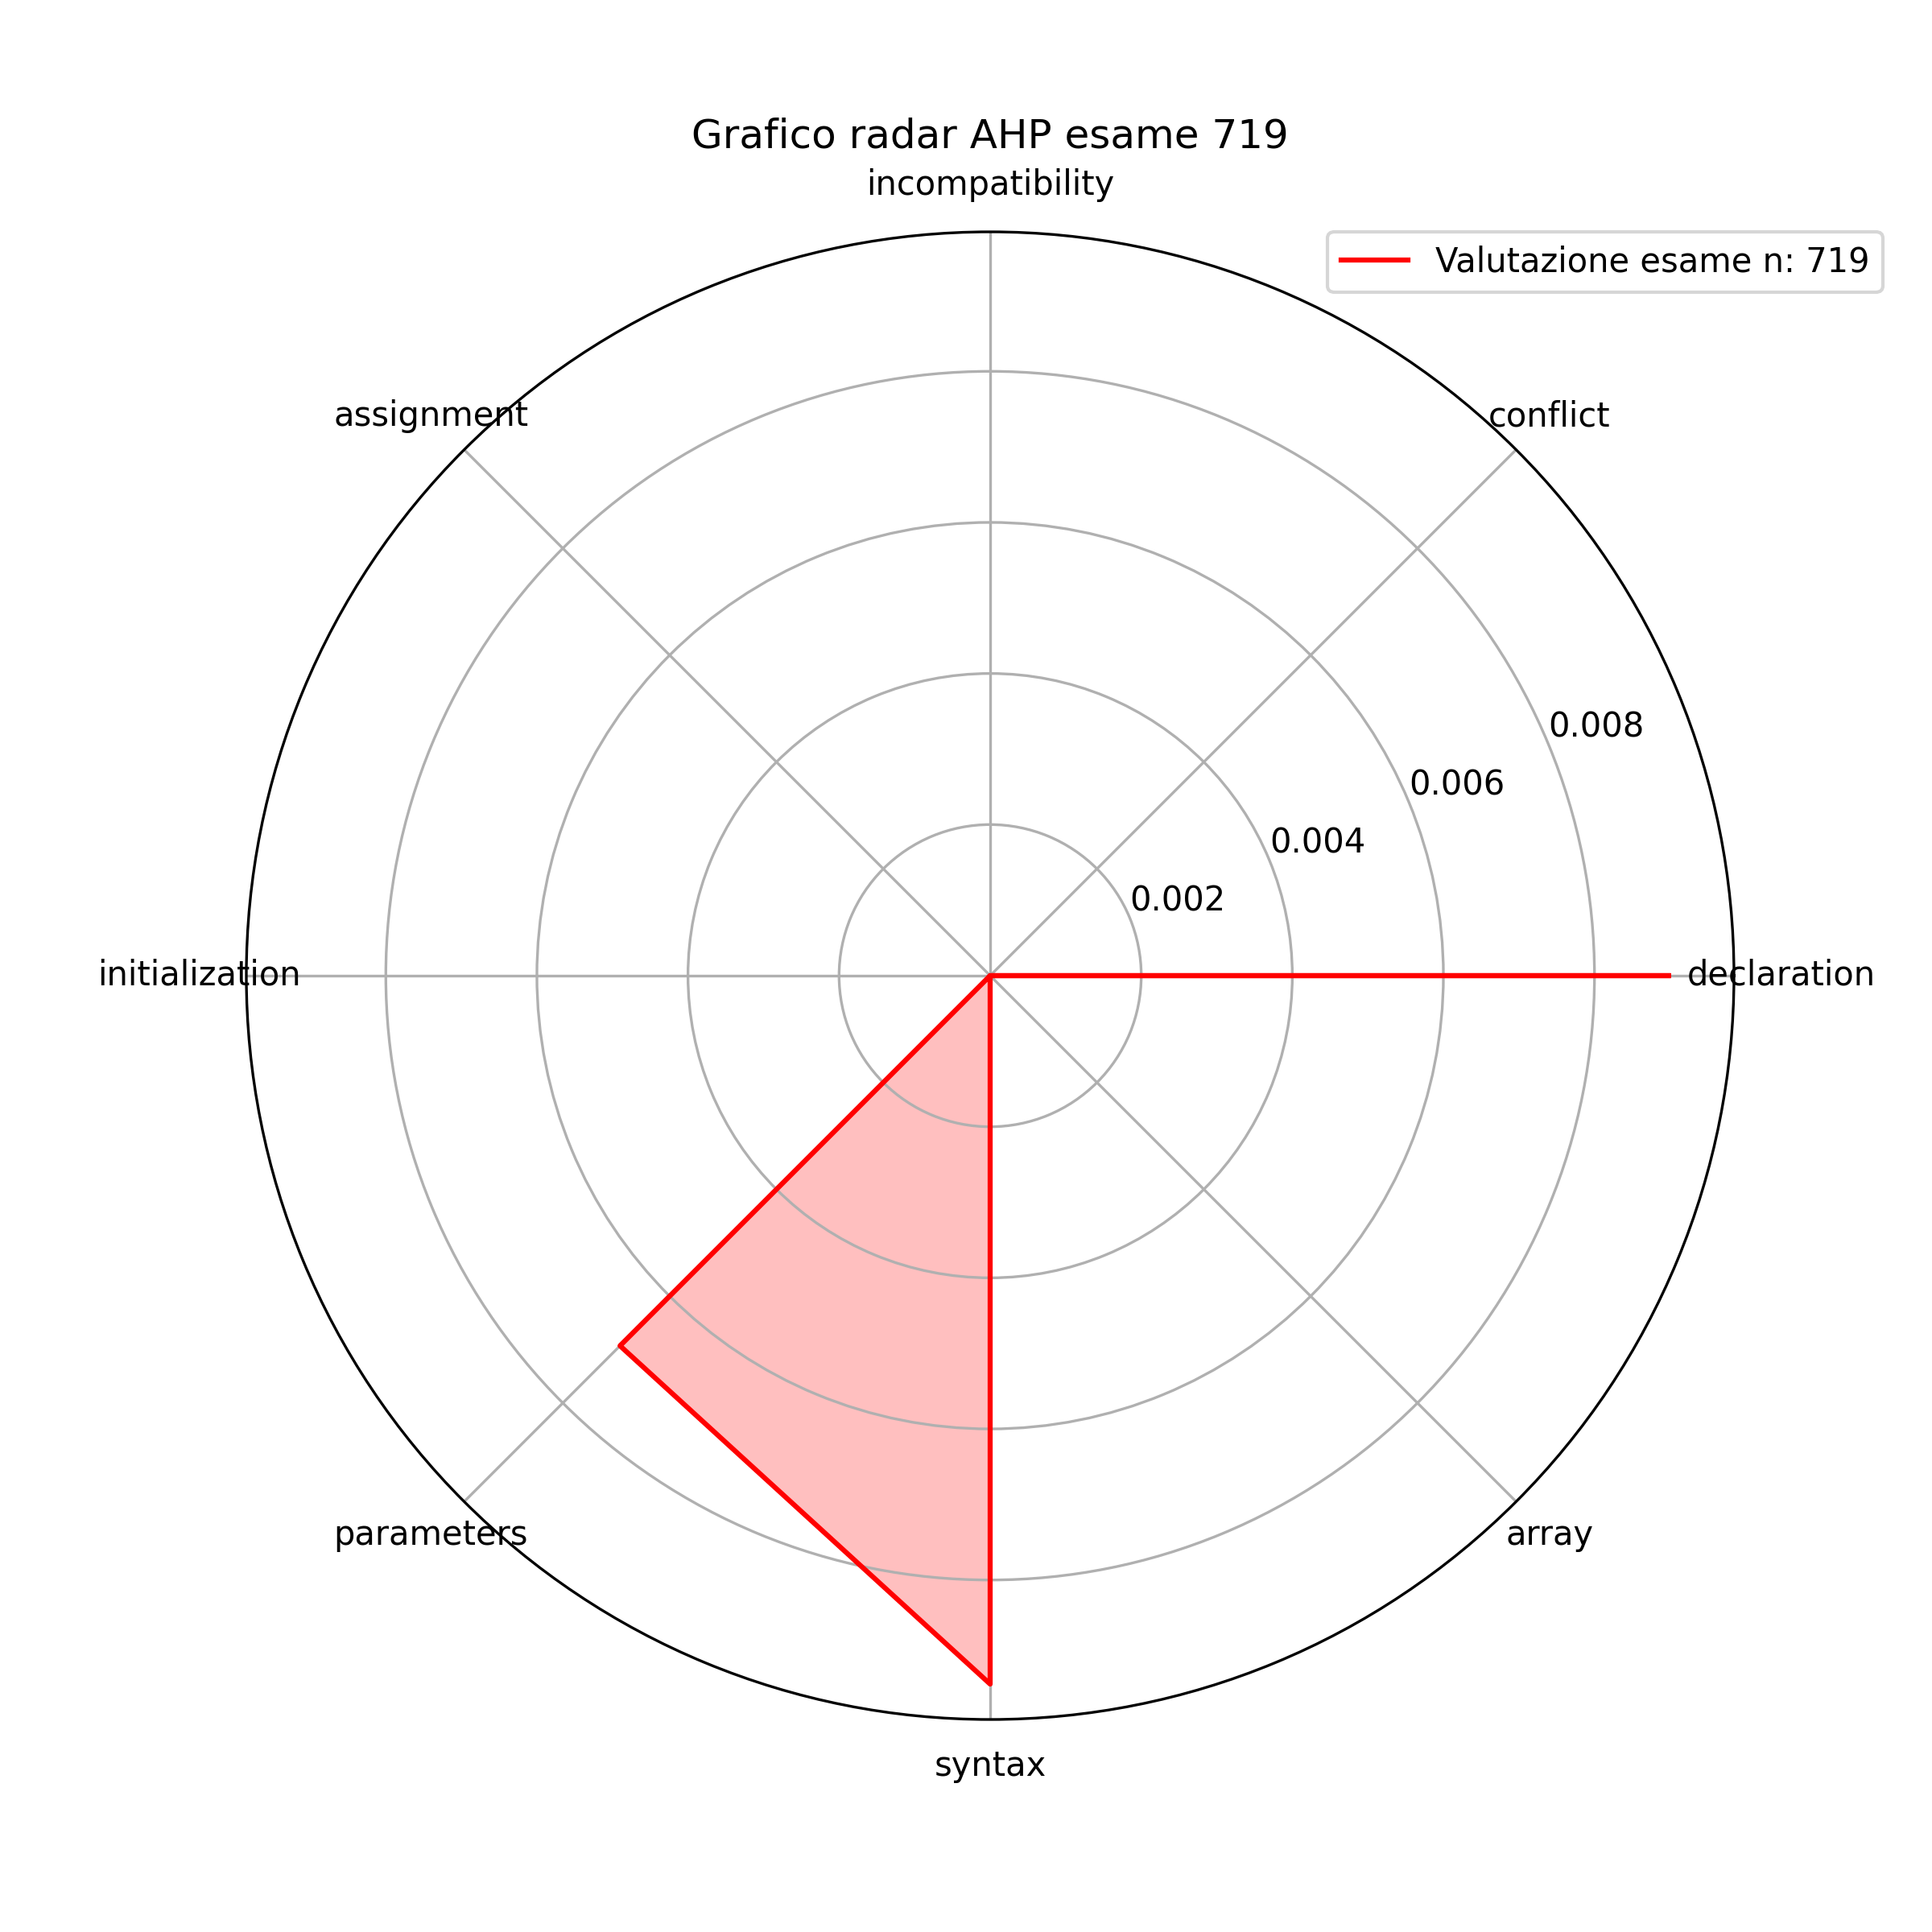 Grafico radar AHP esame 719
incompatibility
Valutazione esame n: 719
assignment
conflict
0.008
0.006
0.004
0.002
initialization
declaration
parameters
array
syntax